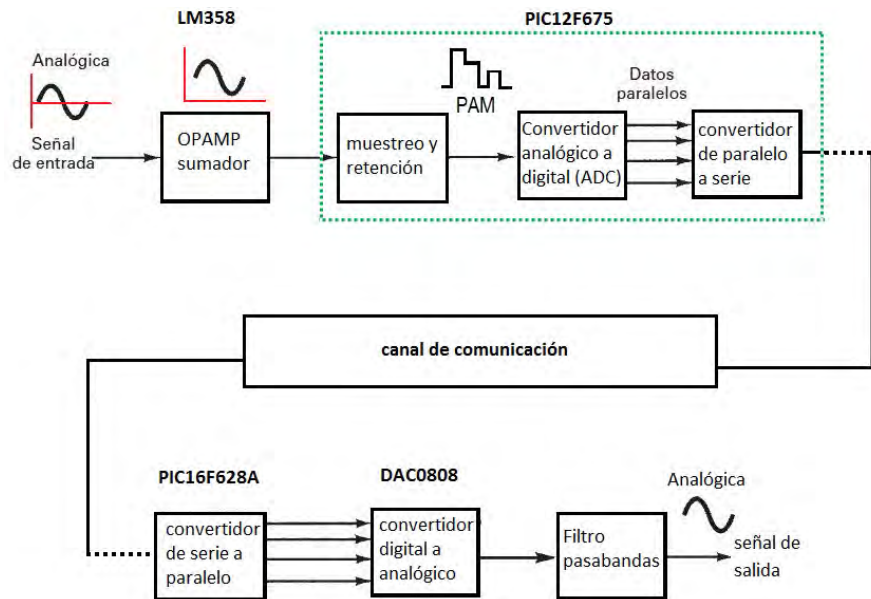 LM358
PIC12F675
Analógica
PAM
Datos
paralelos
Señal
de entrada
OPAMP
sumador
muestreo y
retención
Convertidor
analógico a
digital (ADC)
convertidor
de paralelo
a serie
canal de comunicación
PIC16F628A
DAC0808
Analógica
convertidor
de serie a
paralelo
convertidor
digital a
analógico
Filtro
pasabandas
señal de
salida